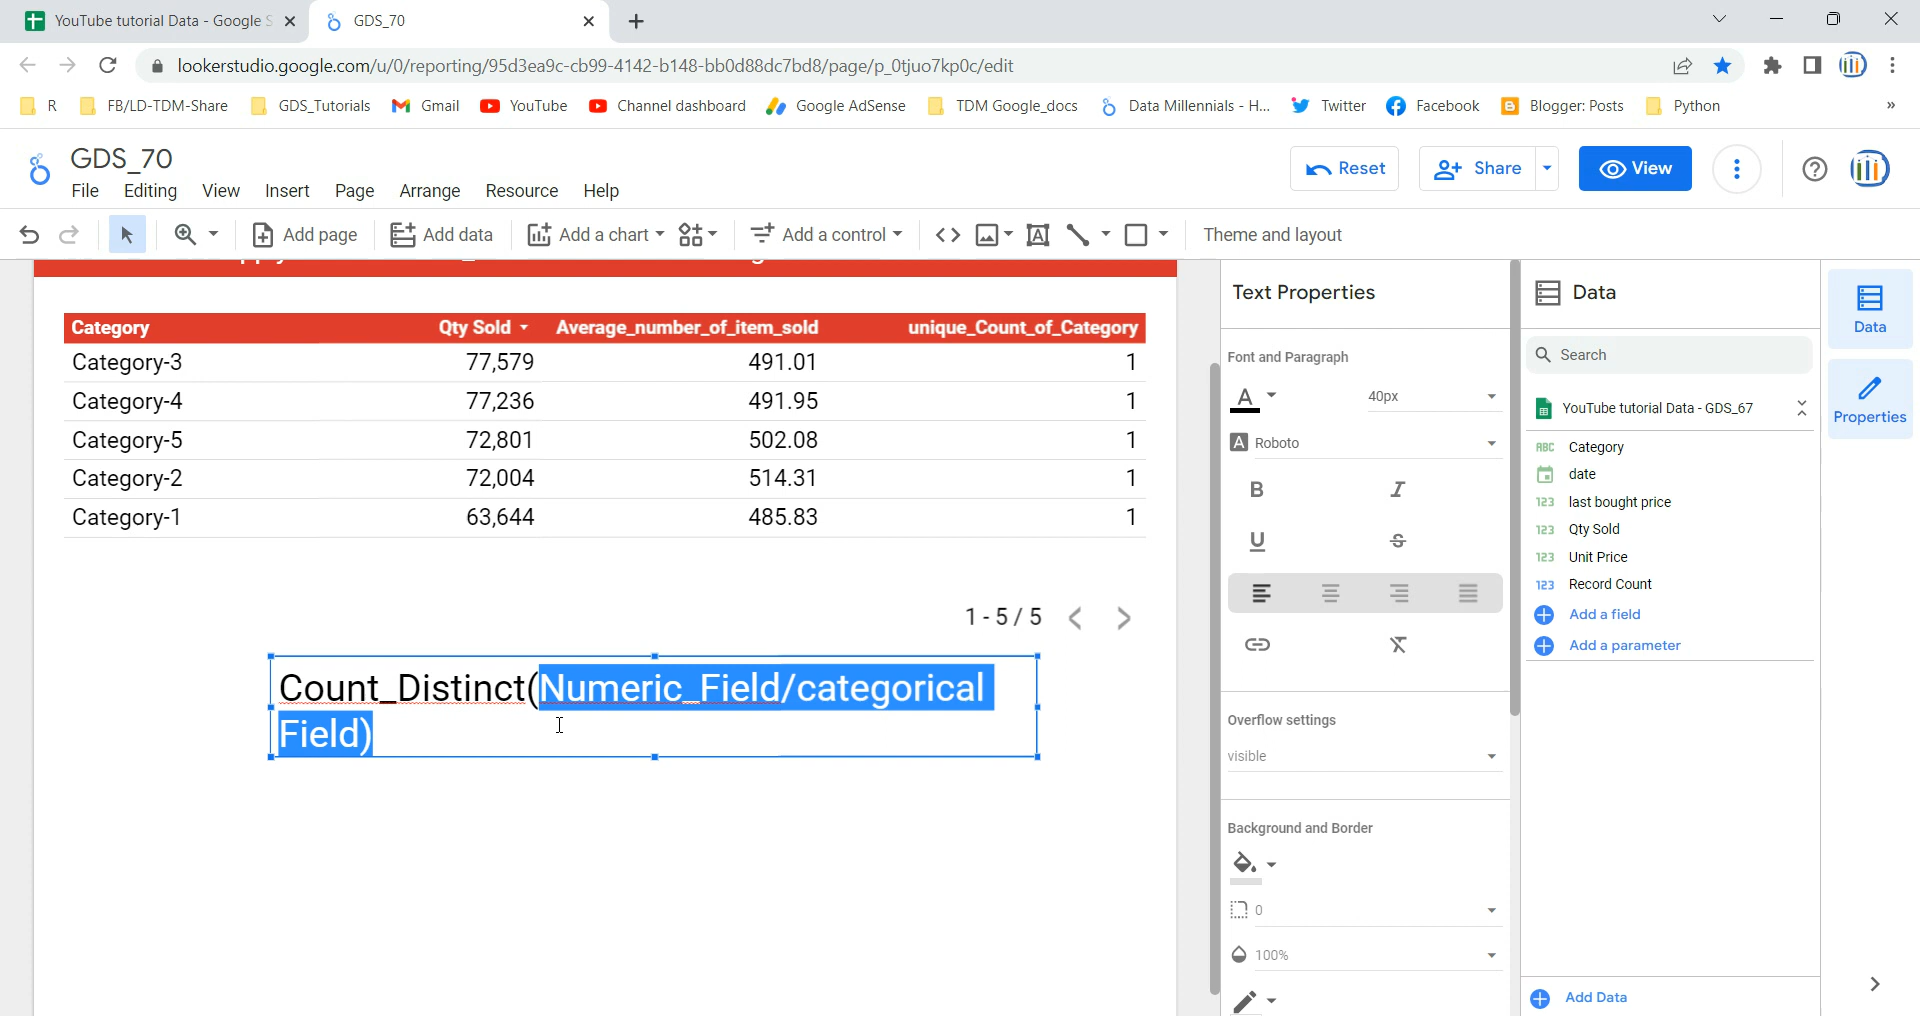 YouTube tutorial Data - Google S
GDS_70
lookerstudio.google.com/u/0/reporting/95d3ea9c-cb99-4142-b148-bb0d88dc7bd8/page/p_0tjuo7kp0c/edit
R FB/LD-TDM-Share GDS_Tutorials Gmail YouTube Channel dashboard Google AdSense TDM Google_docs Data Millennials - H... Twitter Facebook Blogger: Posts Python »
GDS_70
File Editing View Insert Page Arrange Resource Help
Reset Share View
Add page Add data Add a chart Add a control Theme and layout
Category Qty Sold Average_number_of_item_sold unique_Count_of_Category
Category-3 77,579 491.01 1
Category-4 77,236 491.95 1
Category-5 72,801 502.08 1
Category-2 72,004 514.31 1
Category-1 63,644 485.83 1
1 - 5 / 5
Count_Distinct(Numeric_Field/categorical
Field)
Text Properties
Font and Paragraph
A 40px
A Roboto
B I
U S
Overflow settings
visible
Background and Border
0
100%
Data
Search
YouTube tutorial Data - GDS_67
ABC Category
date
123 last bought price
123 Qty Sold
123 Unit Price
123 Record Count
Add a field
Add a parameter
Add Data
Data
Properties